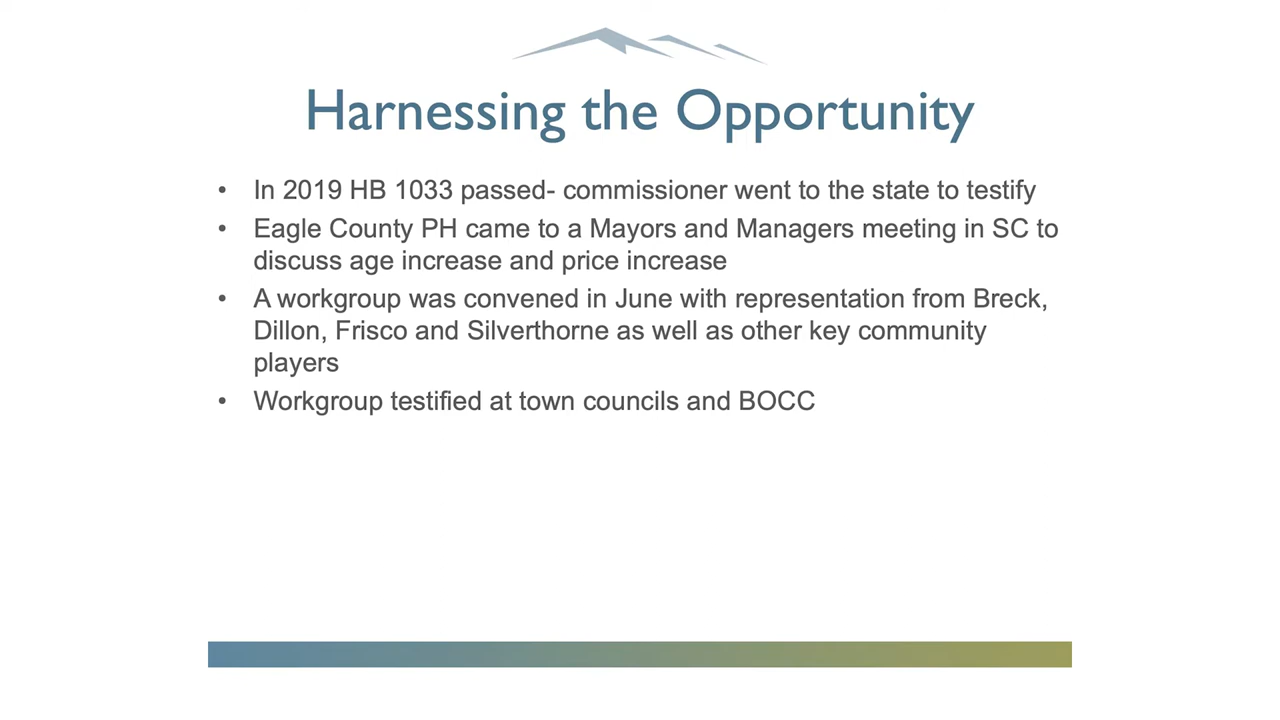 Harnessing the Opportunity
• In 2019 HB 1033 passed- commissioner went to the state to testify
• Eagle County PH came to a Mayors and Managers meeting in SC to
discuss age increase and price increase
• A workgroup was convened in June with representation from Breck,
Dillon, Frisco and Silverthorne as well as other key community
players
• Workgroup testified at town councils and BOCC